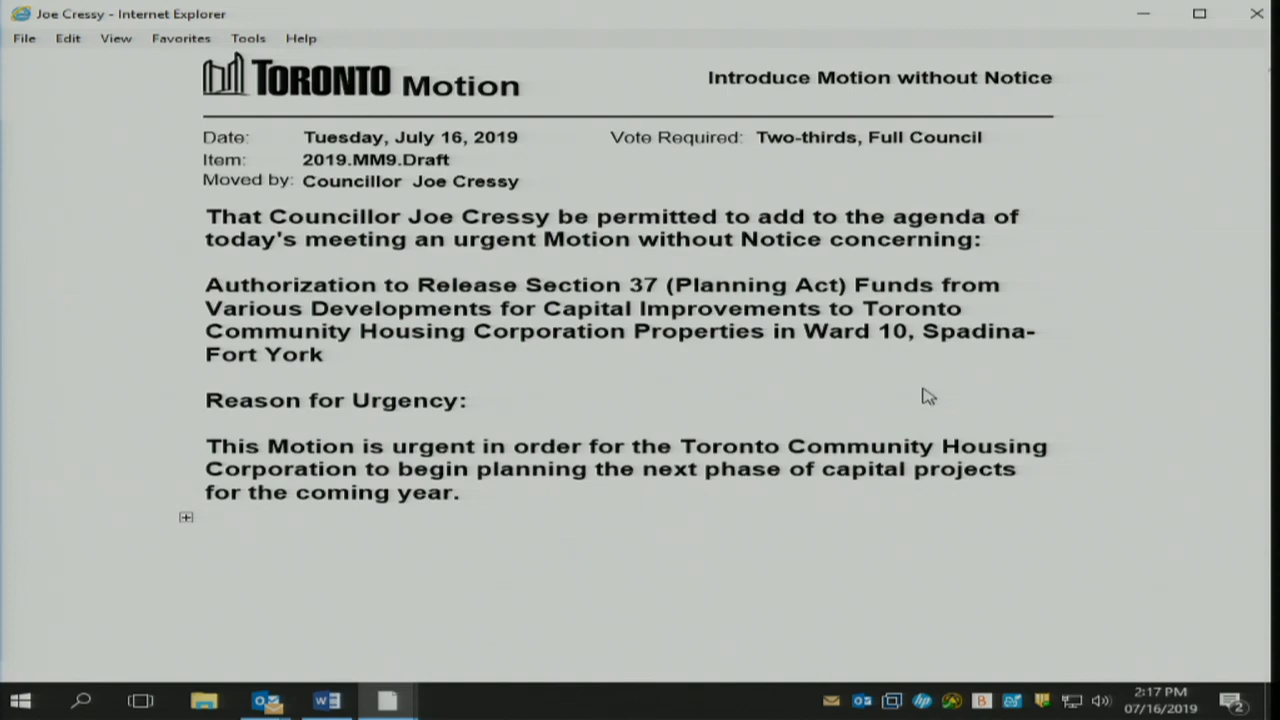 Joe Cressy - Internet Explorer
File Edit View Favorites Tools Help
TORONTO Motion
Introduce Motion without Notice
Date: Tuesday, July 16, 2019 Vote Required: Two-thirds, Full Council
Item: 2019.MM9.Draft
Moved by: Councillor Joe Cressy
That Councillor Joe Cressy be permitted to add to the agenda of
today's meeting an urgent Motion without Notice concerning:
Authorization to Release Section 37 (Planning Act) Funds from
Various Developments for Capital Improvements to Toronto
Community Housing Corporation Properties in Ward 10, Spadina-
Fort York
Reason for Urgency:
This Motion is urgent in order for the Toronto Community Housing
Corporation to begin planning the next phase of capital projects
for the coming year.
2:17 PM
07/16/2019
2